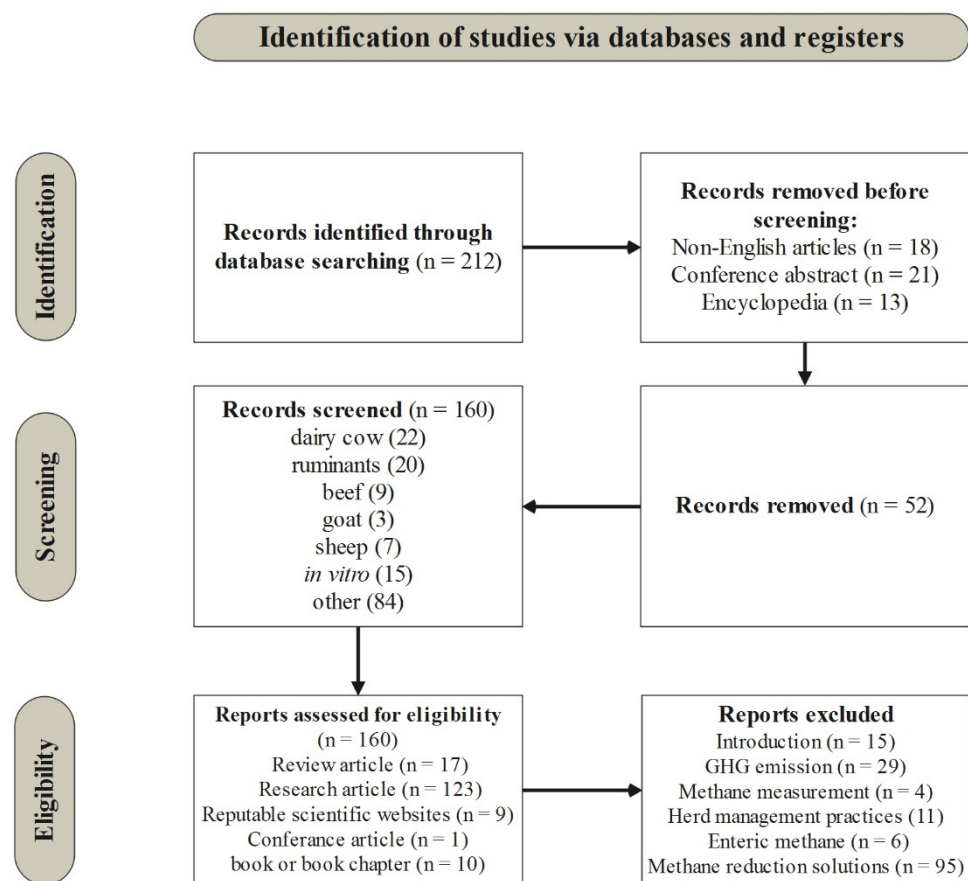 Identification of studies via databases and registers
Identification
Records identified through
database searching (n = 212)
Records removed before
screening:
Non-English articles (n = 18)
Conference abstract (n = 21)
Encyclopedia (n = 13)
Screening
Records screened (n = 160)
dairy cow (22)
ruminants (20)
beef (9)
goat (3)
sheep (7)
in vitro (15)
other (84)
Records removed (n = 52)
Eligibility
Reports assessed for eligibility
(n = 160)
Review article (n = 17)
Research article (n = 123)
Reputable scientific websites (n = 9)
Conferance article (n = 1)
book or book chapter (n = 10)
Reports excluded
Introduction (n = 15)
GHG emission (n = 29)
Methane measurement (n = 4)
Herd management practices (11)
Enteric methane (n = 6)
Methane reduction solutions (n = 95)